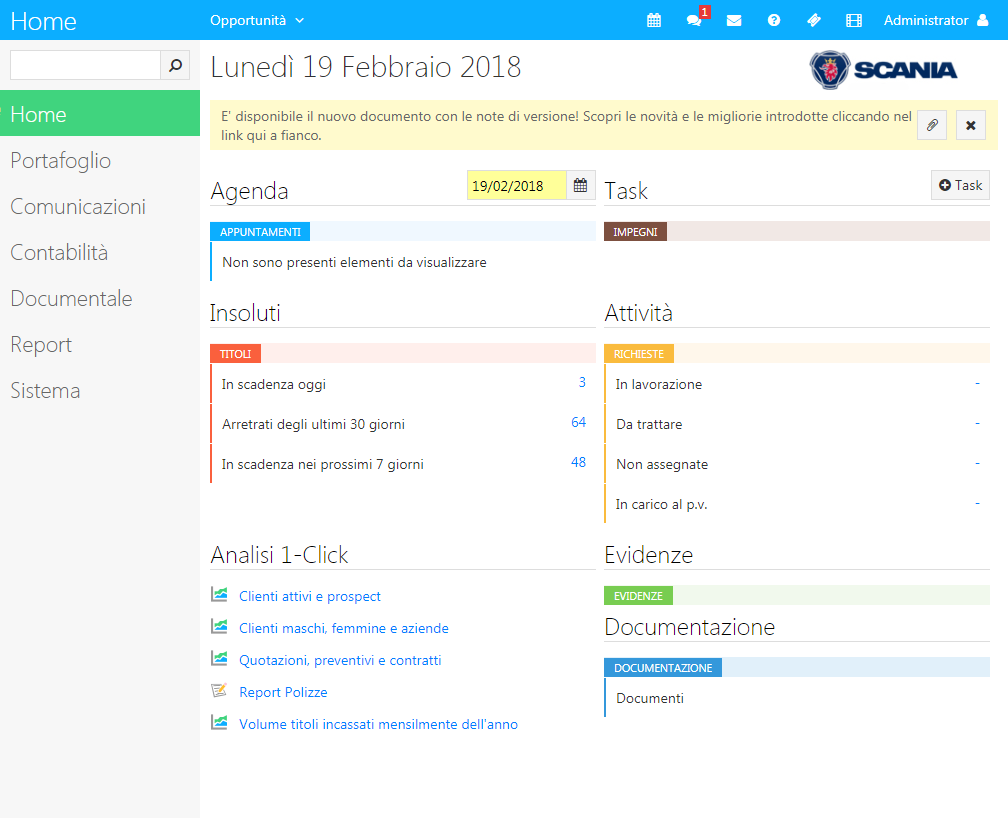 Home
Opportunità
1
Administrator
Lunedì 19 Febbraio 2018
SCANIA
Home
Portafoglio
Comunicazioni
Contabilità
Documentale
Report
Sistema
E' disponibile il nuovo documento con le note di versione! Scopri le novità e le migliorie introdotte cliccando nel
link qui a fianco.
Agenda
19/02/2018
APPUNTAMENTI
Non sono presenti elementi da visualizzare
Task
Task
IMPEGNI
Insoluti
TITOLI
In scadenza oggi 3
Arretrati degli ultimi 30 giorni 64
In scadenza nei prossimi 7 giorni 48
Attività
RICHIESTE
In lavorazione -
Da trattare -
Non assegnate -
In carico al p.v. -
Analisi 1-Click
Clienti attivi e prospect
Clienti maschi, femmine e aziende
Quotazioni, preventivi e contratti
Report Polizze
Volume titoli incassati mensilmente dell'anno
Evidenze
EVIDENZE
Documentazione
DOCUMENTAZIONE
Documenti